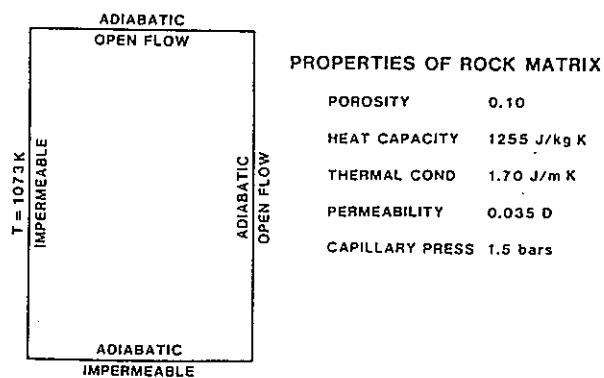 ADIABATIC
OPEN FLOW
T = 1073K
IMPERMEABLE
ADIABATIC
OPEN FLOW
ADIABATIC
IMPERMEABLE
PROPERTIES OF ROCK MATRIX
POROSITY 0.10
HEAT CAPACITY 1255 J/kg K
THERMAL COND 1.70 J/m K
PERMEABILITY 0.035 D
CAPILLARY PRESS 1.5 bars